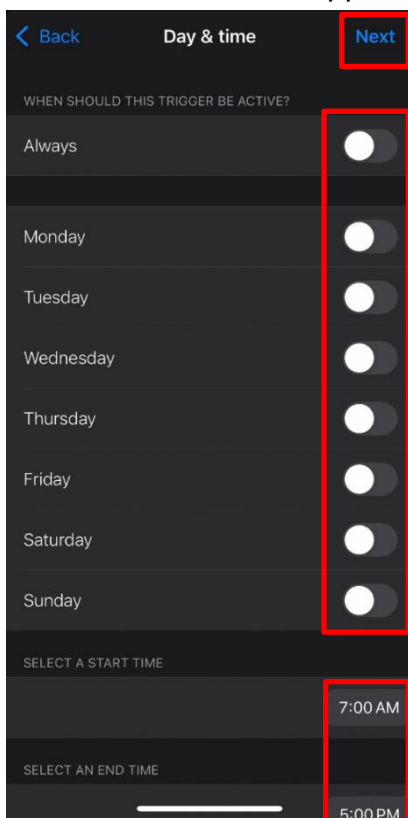 Back Day & time Next
WHEN SHOULD THIS TRIGGER BE ACTIVE?
Always
Monday
Tuesday
Wednesday
Thursday
Friday
Saturday
Sunday
SELECT A START TIME
7:00 AM
SELECT AN END TIME
5:00 PM